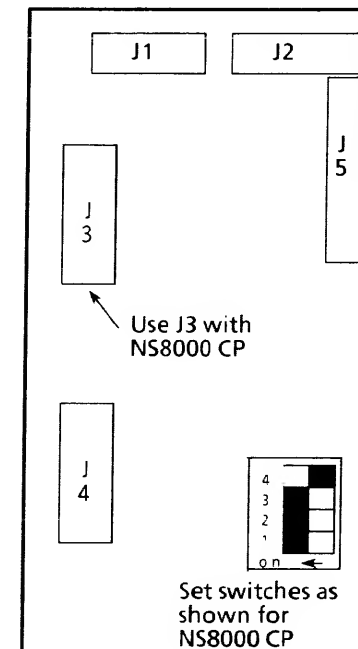 J1
J2
J
5
J
3
Use J3 with
NS8000 CP
J
4
4
3
2
1
on
Set switches as
shown for
NS8000 CP